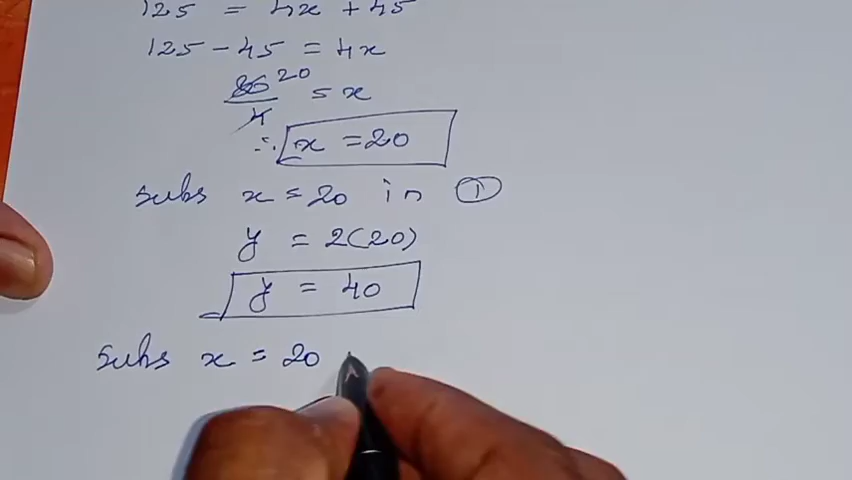 125 = 4x + 45
125 - 45 = 4x
80 20 / 4 = x
∴ x = 20
subs x = 20 in ①
y = 2(20)
y = 40
subs x = 20